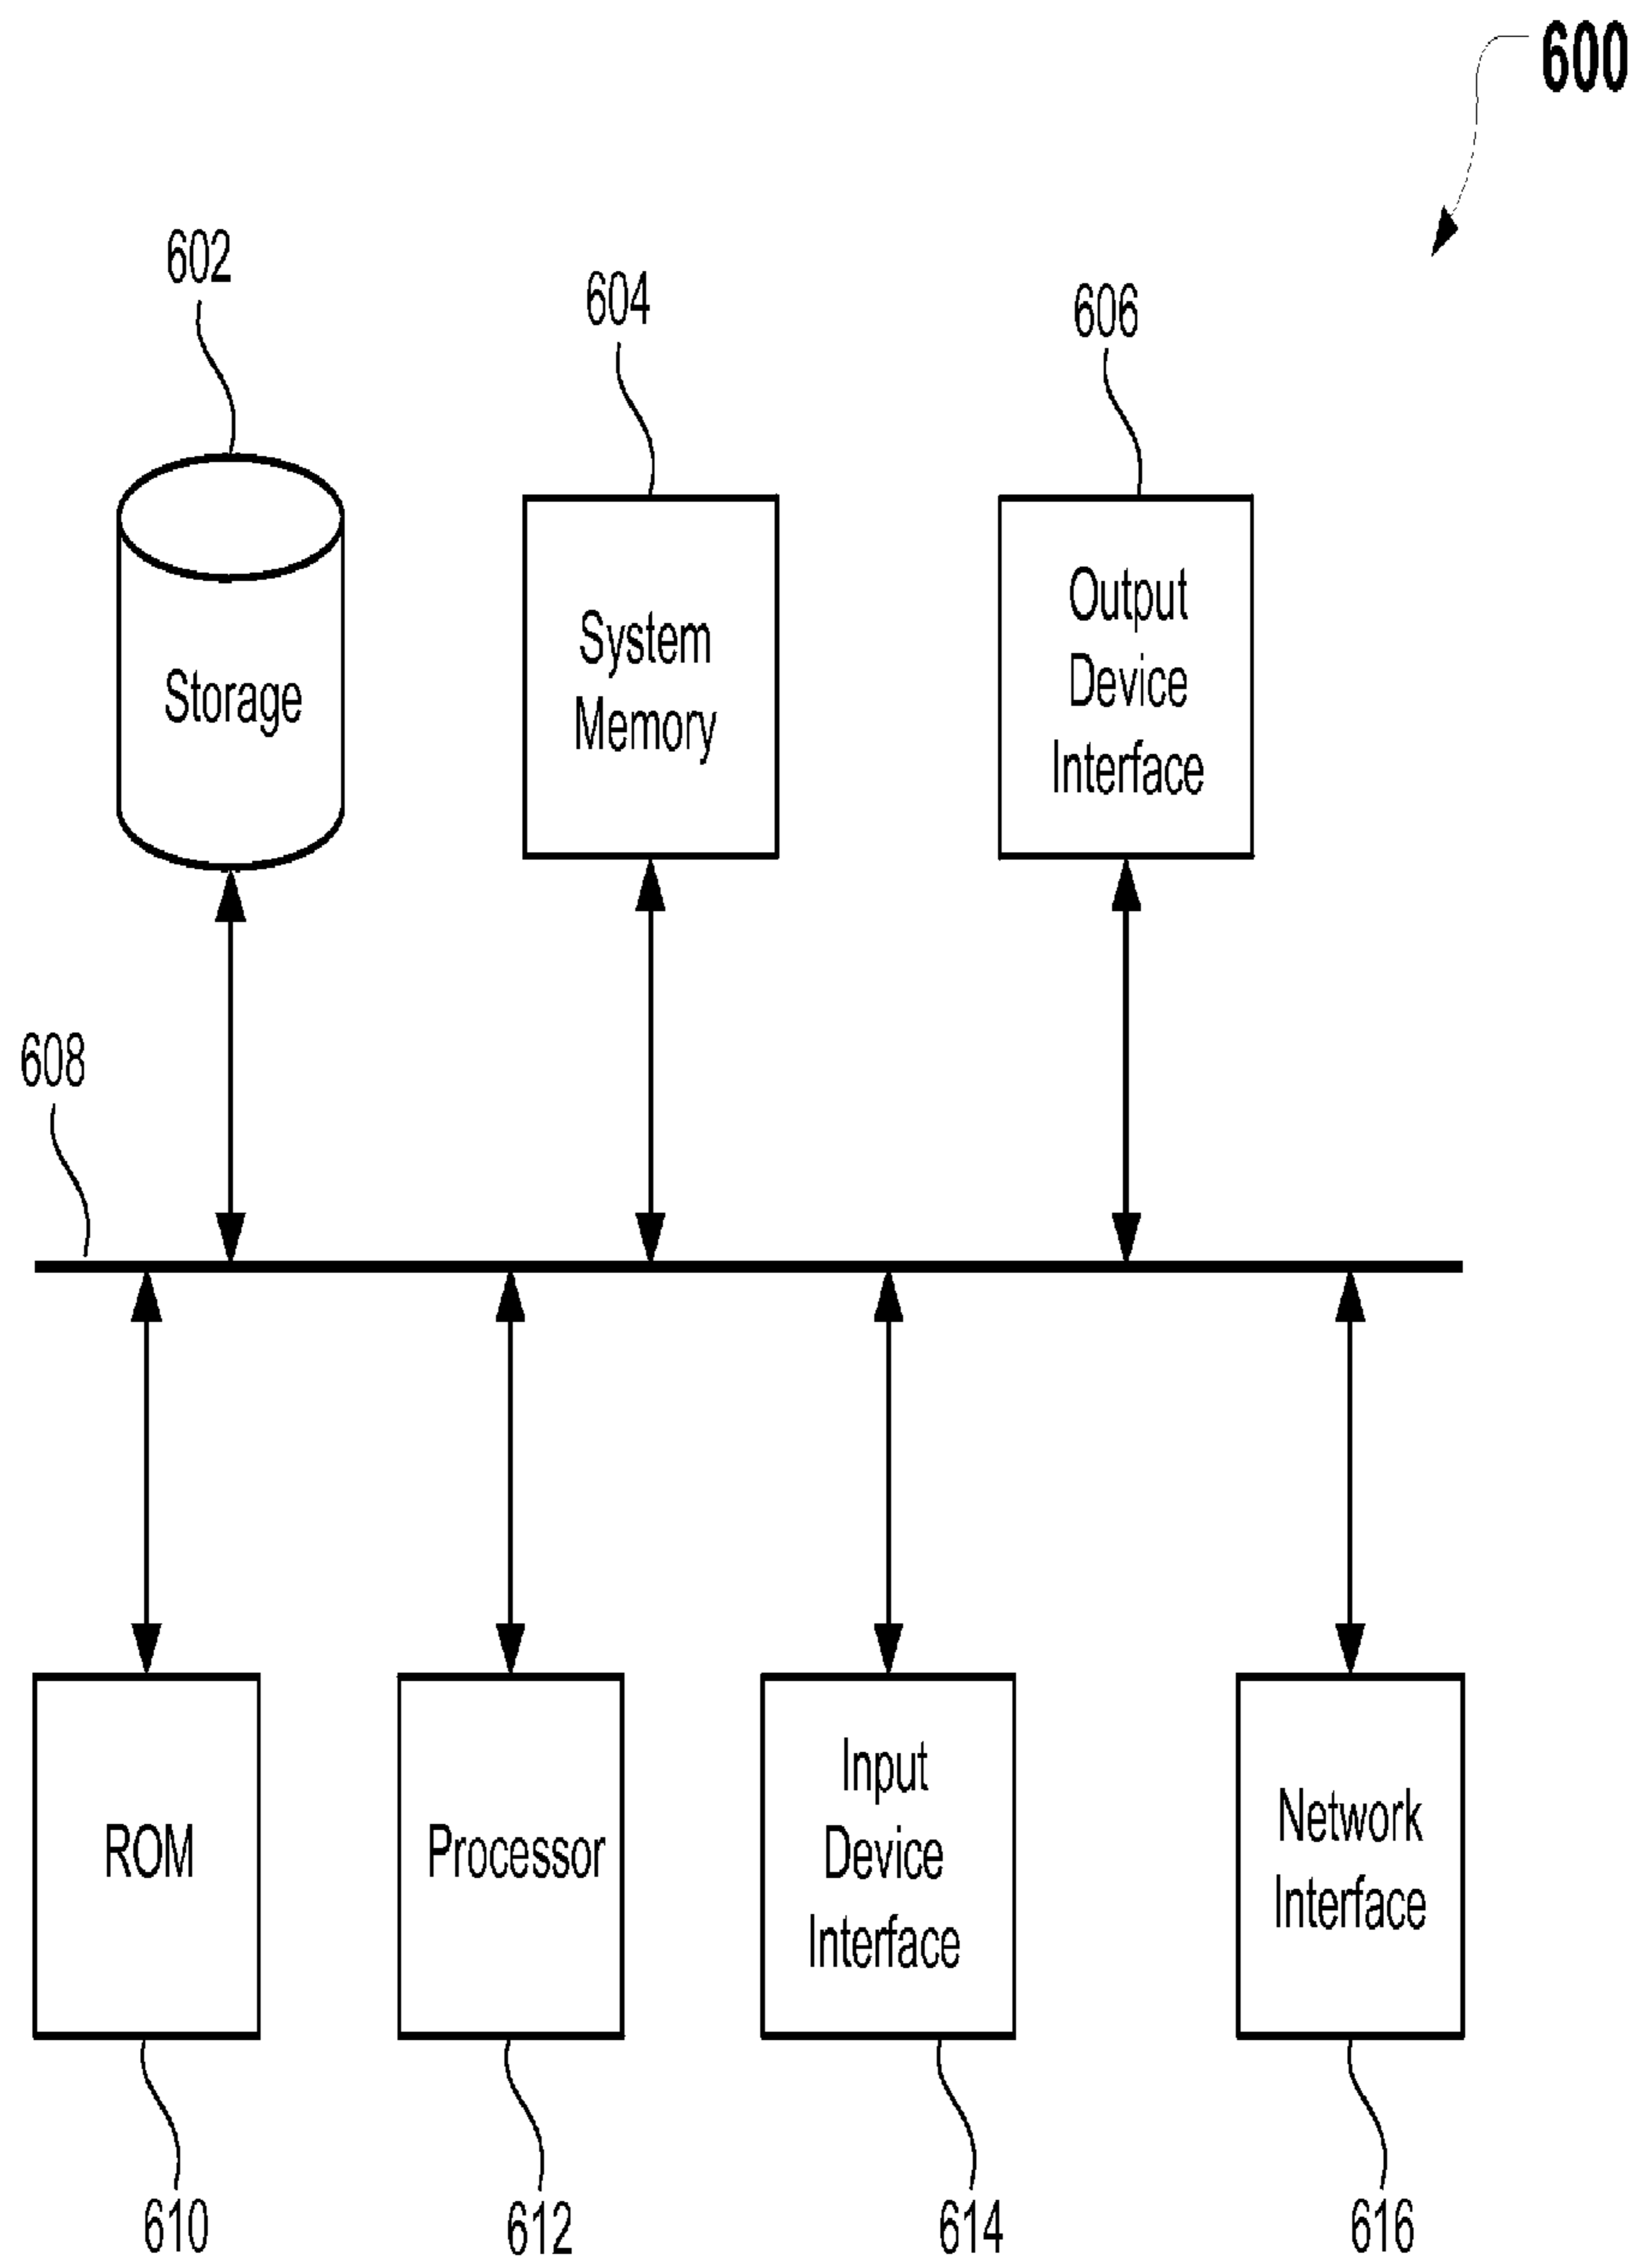 600
602
604
606
Storage
System
Memory
Output
Device
Interface
608
ROM
Processor
Input
Device
Interface
Network
Interface
610
612
614
616